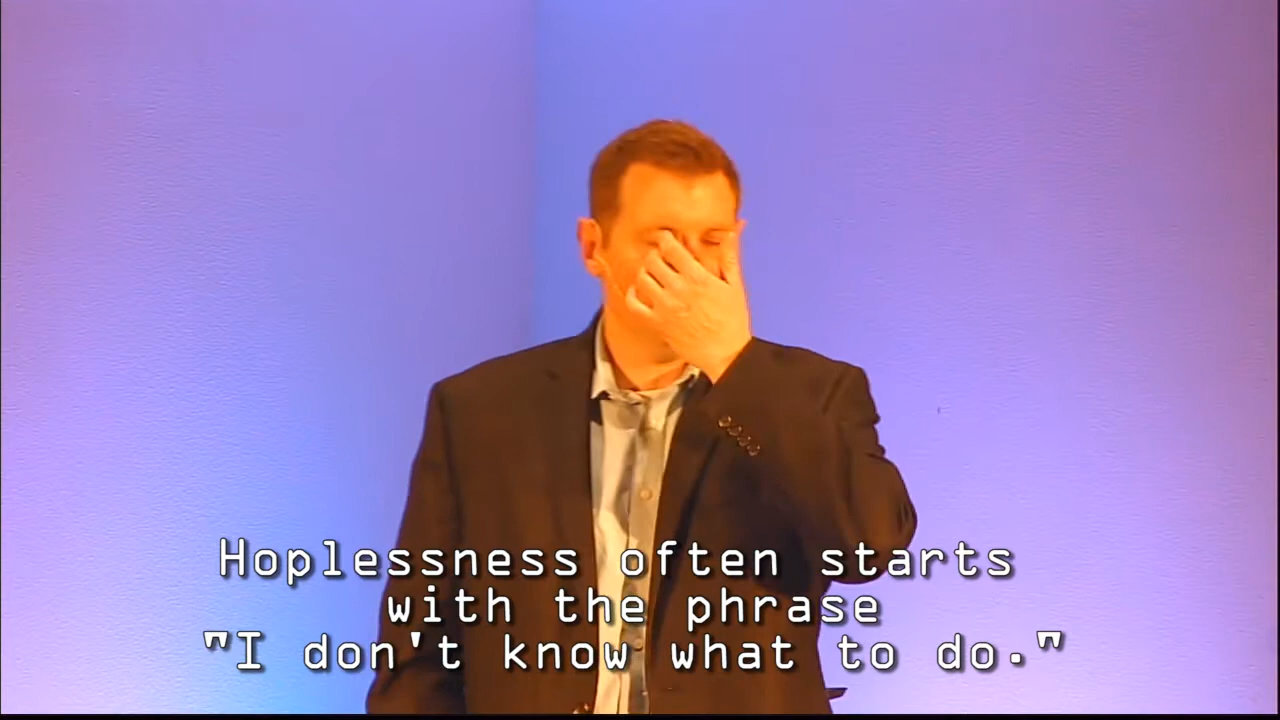 Hoplessness often starts
with the phrase
"I don't know what to do."